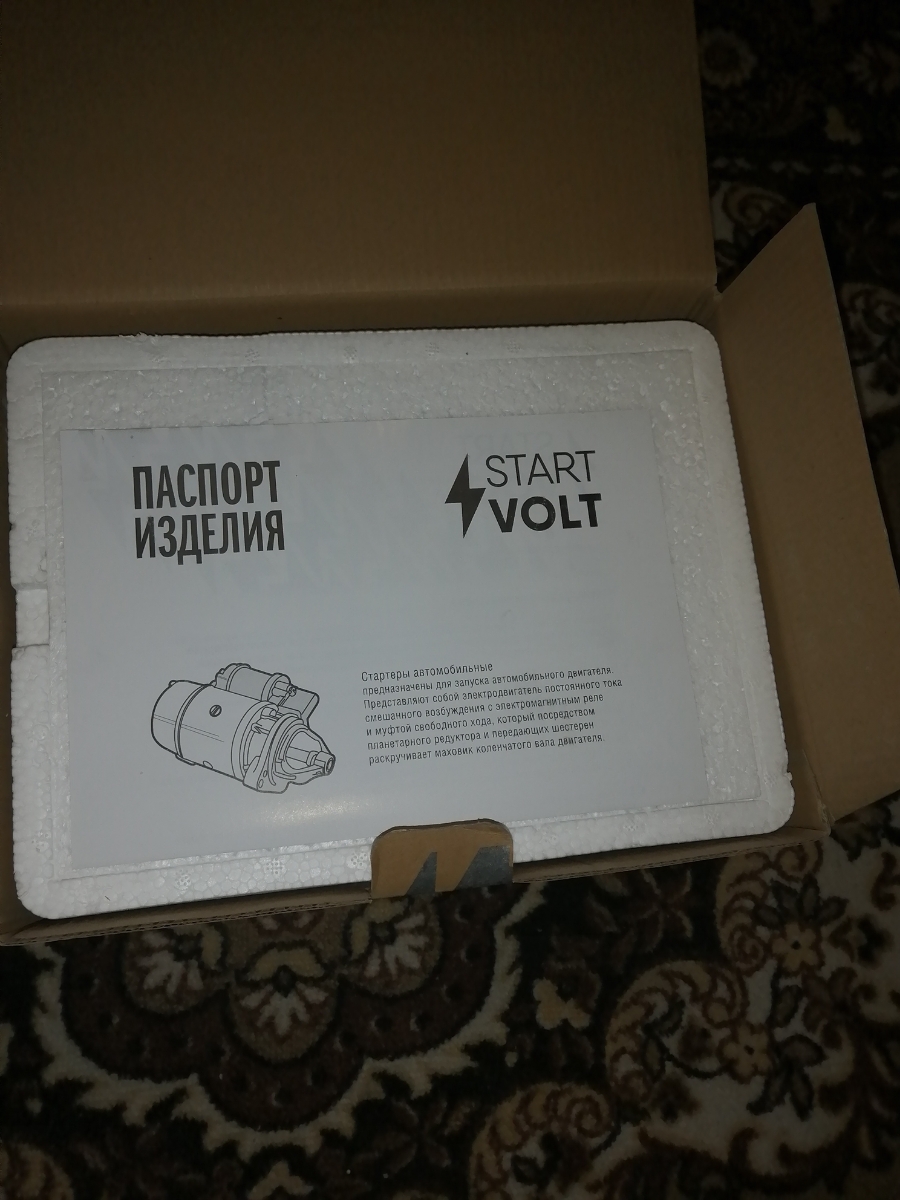 ПАСПОРТ
ИЗДЕЛИЯ
START
VOLT
Стартеры автомобильные
предназначены для запуска автомобильного двигателя.
Представляют собой электродвигатель постоянного тока
смешанного возбуждения с электромагнитным реле
и муфтой свободного хода, который посредством
планетарного редуктора и передающих шестерен
раскручивает маховик коленчатого вала двигателя.